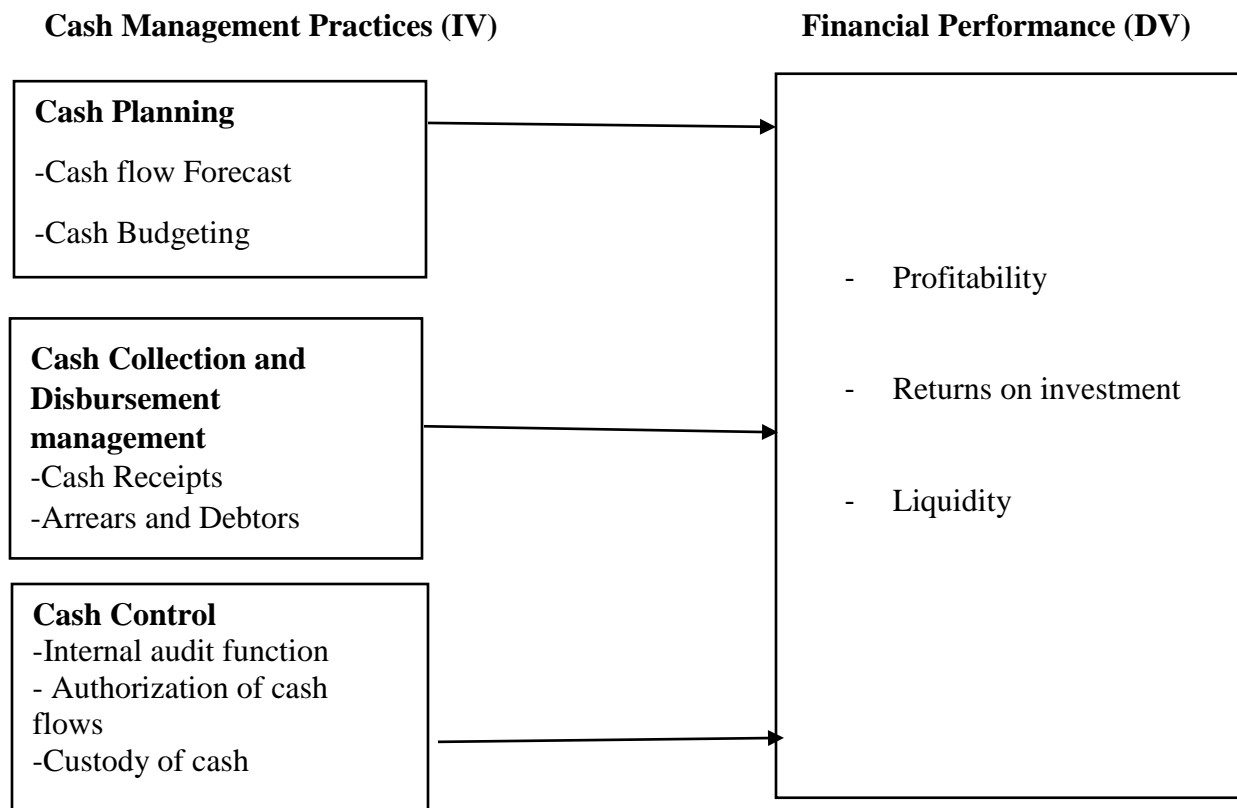 Cash Management Practices (IV)
Financial Performance (DV)
Cash Planning
-Cash flow Forecast
-Cash Budgeting
Cash Collection and
Disbursement
management
-Cash Receipts
-Arrears and Debtors
Cash Control
-Internal audit function
- Authorization of cash
flows
-Custody of cash
- Profitability
- Returns on investment
- Liquidity